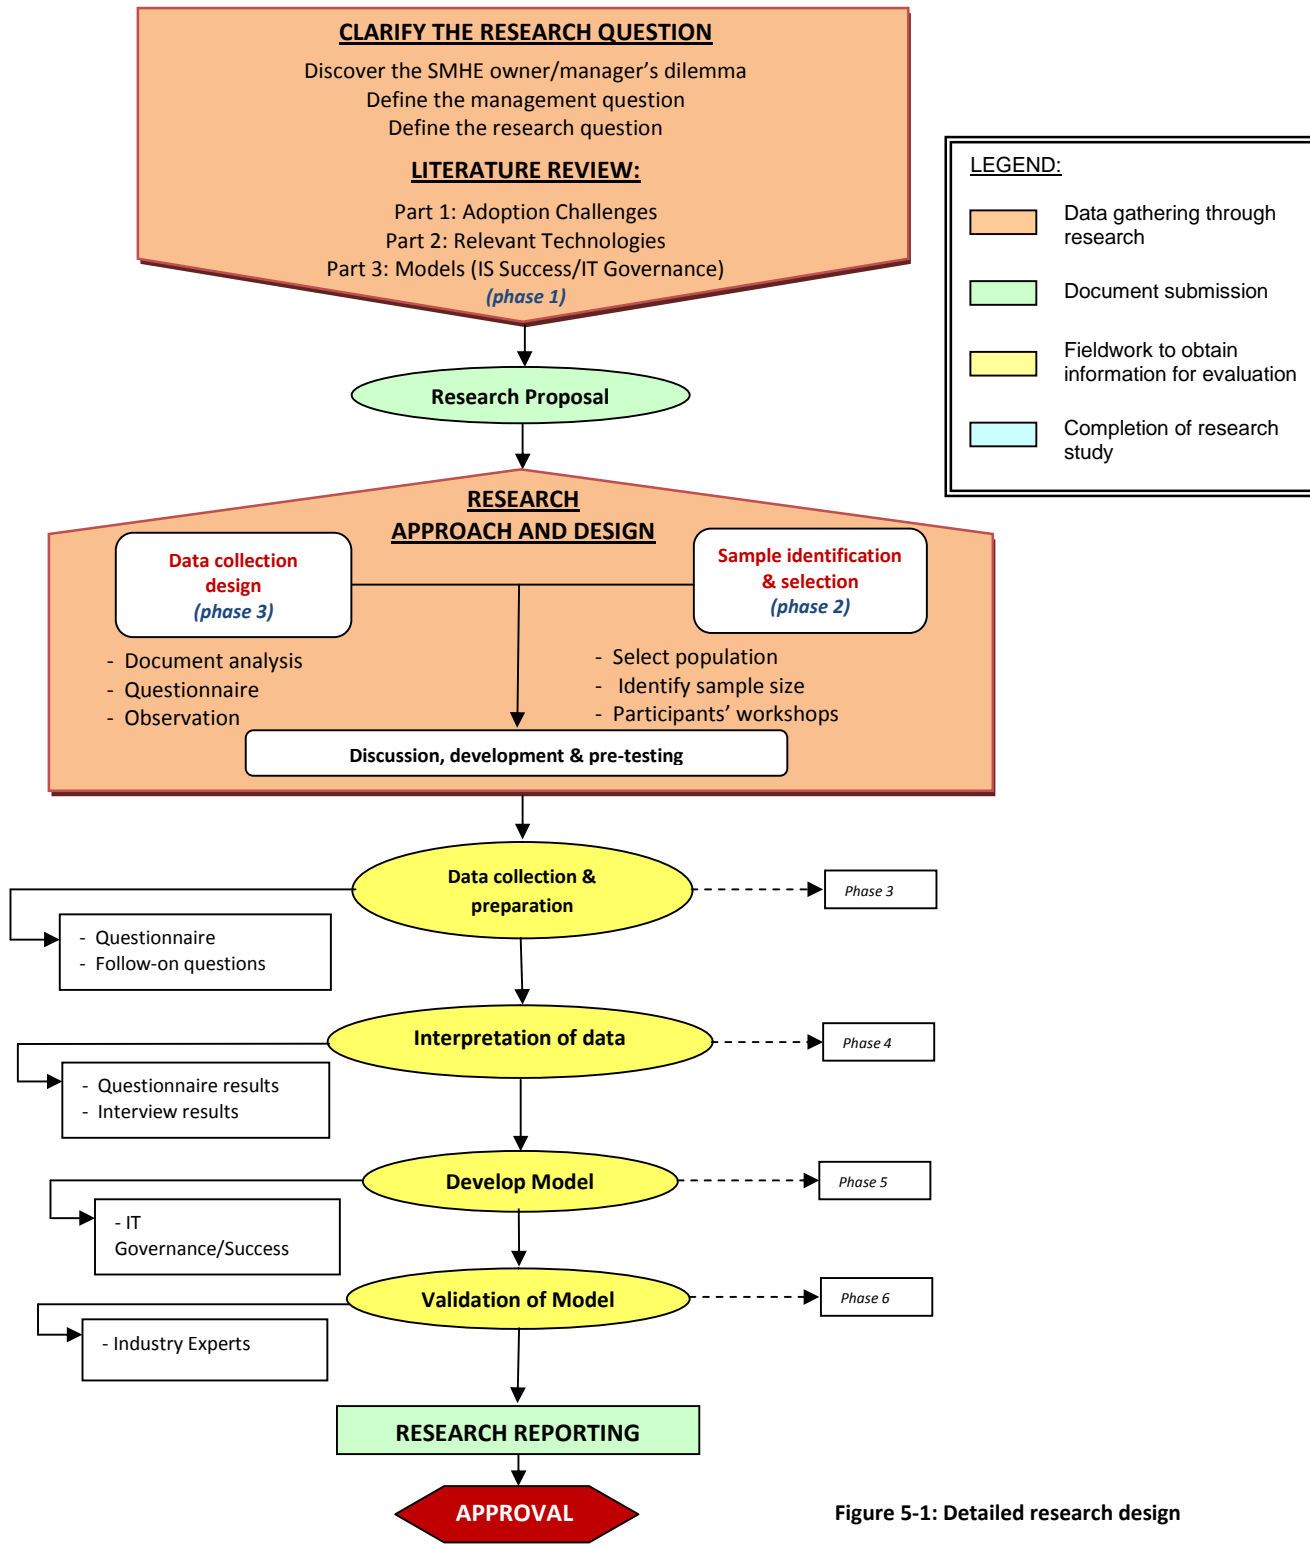 CLARIFY THE RESEARCH QUESTION
Discover the SMHE owner/manager's dilemma
Define the management question
Define the research question
LITERATURE REVIEW:
Part 1: Adoption Challenges
Part 2: Relevant Technologies
Part 3: Models (IS Success/IT Governance)
(phase 1)
LEGEND:
Data gathering through
research
Document submission
Fieldwork to obtain
information for evaluation
Completion of research
study
Research Proposal
RESEARCH
APPROACH AND DESIGN
Data collection
design
(phase 3)
Sample identification
& selection
(phase 2)
- Document analysis
- Questionnaire
- Observation
- Select population
- Identify sample size
- Participants' workshops
Discussion, development & pre-testing
Data collection &
preparation
Phase 3
- Questionnaire
- Follow-on questions
Interpretation of data
Phase 4
- Questionnaire results
- Interview results
Develop Model
Phase 5
- IT
Governance/Success
Validation of Model
Phase 6
- Industry Experts
RESEARCH REPORTING
APPROVAL
Figure 5-1: Detailed research design